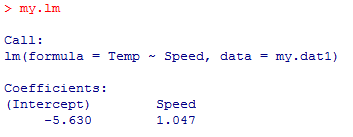 > my.lm
Call:
lm(formula = Temp ~ Speed, data = my.dat1)
Coefficients:
(Intercept)        Speed
     -5.630        1.047